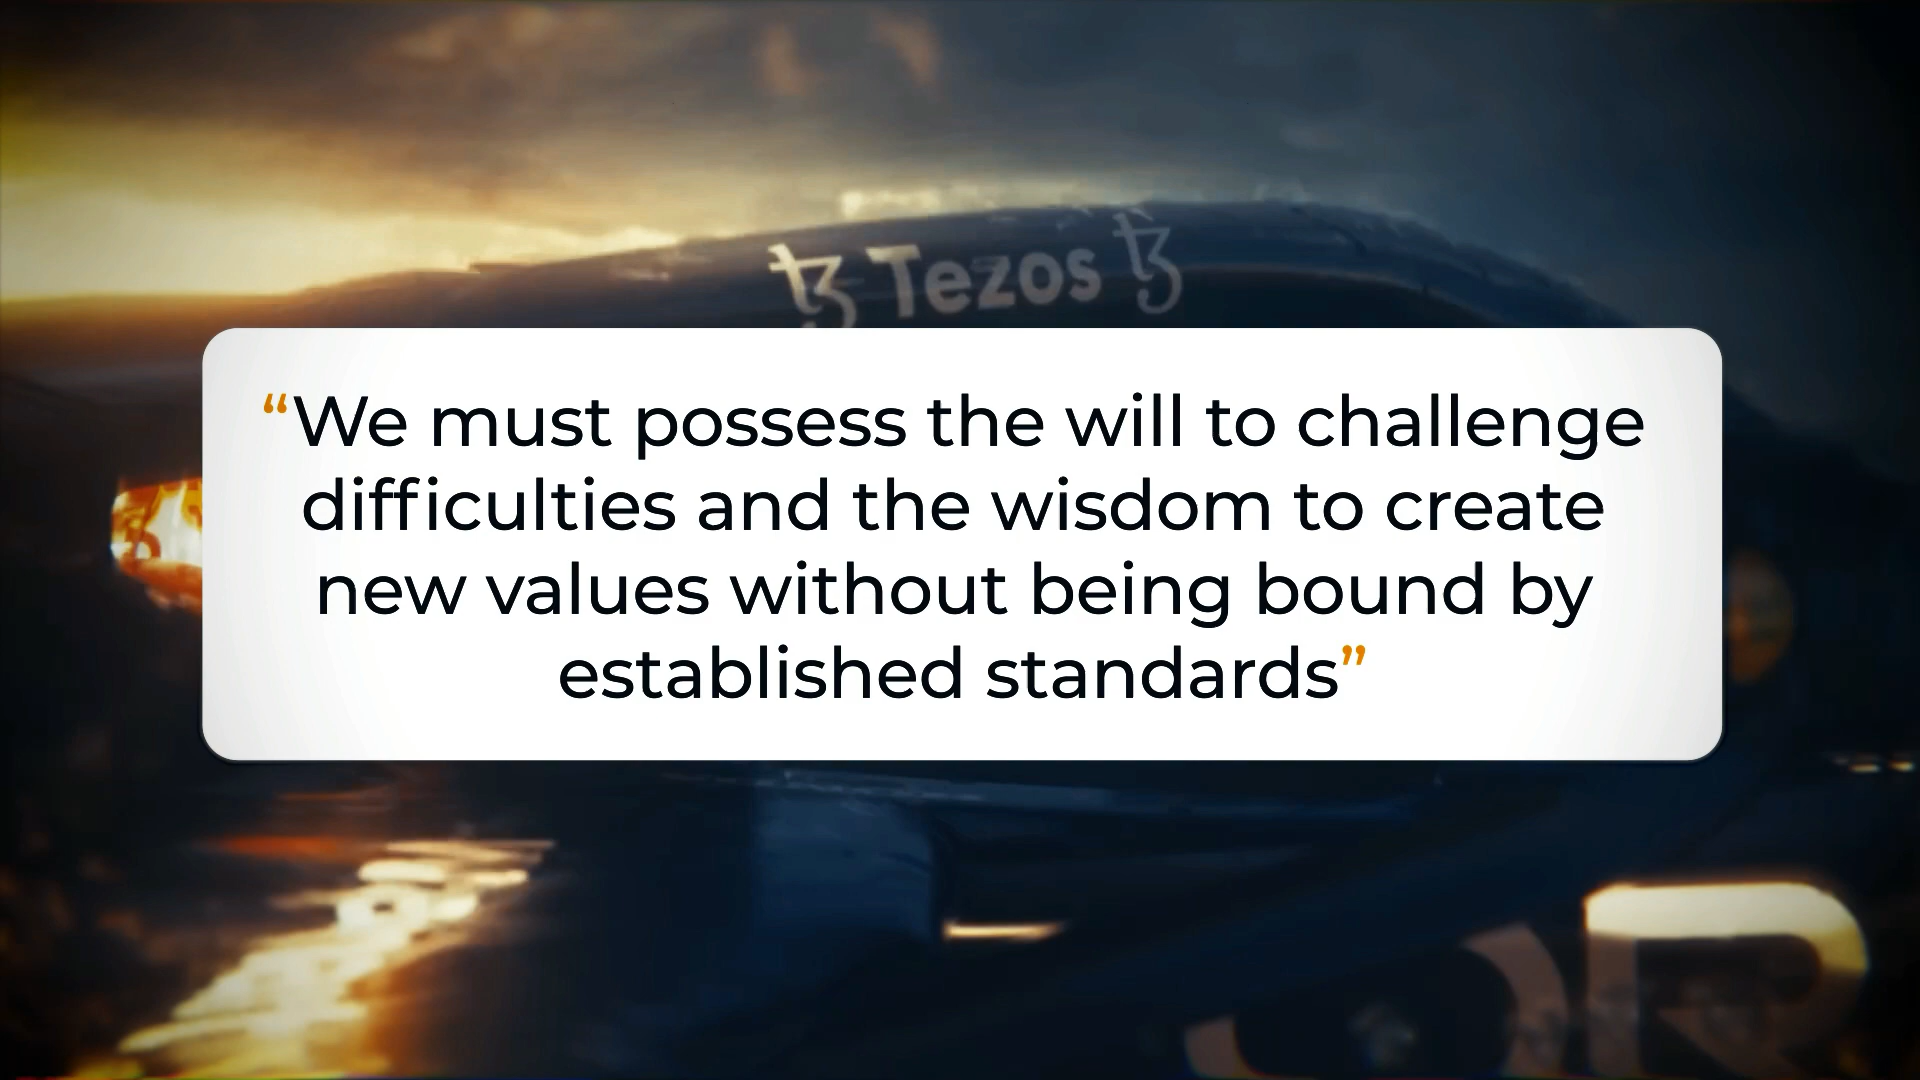 ꜩ Tezos ꜩ
“We must possess the will to challenge
difficulties and the wisdom to create
new values without being bound by
established standards”
OR